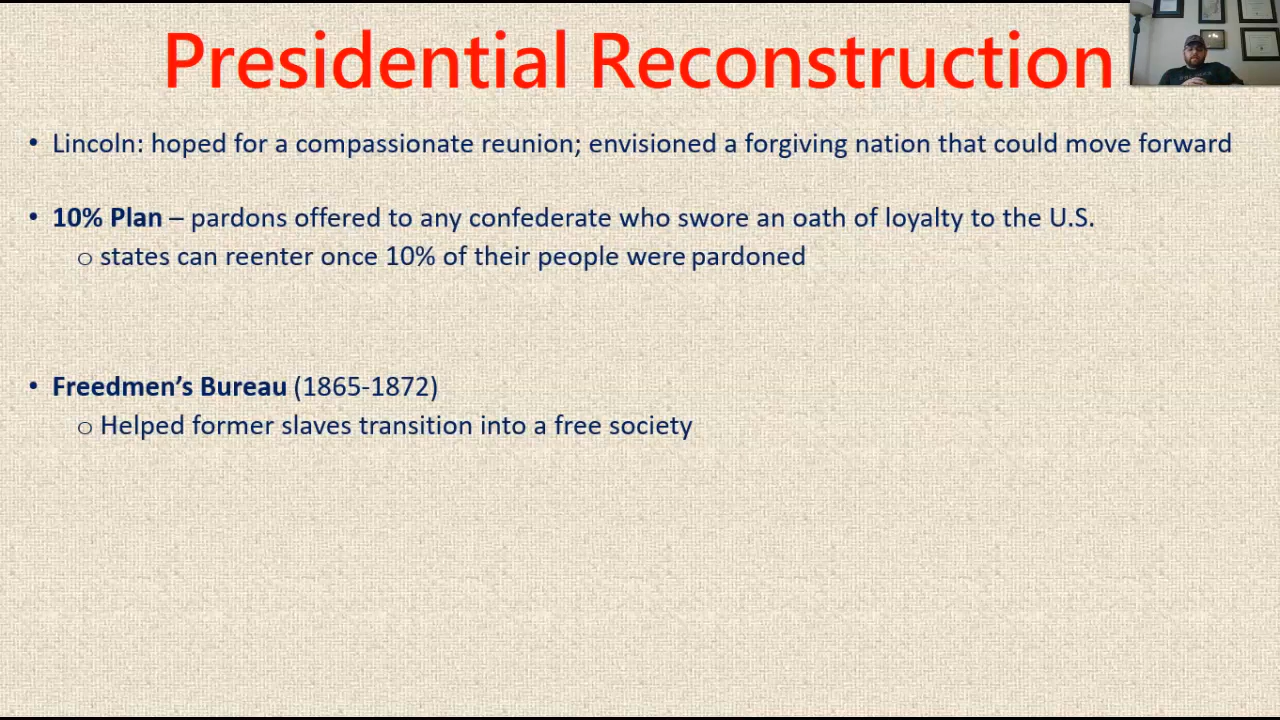 Presidential Reconstruction
• Lincoln: hoped for a compassionate reunion; envisioned a forgiving nation that could move forward
• 10% Plan – pardons offered to any confederate who swore an oath of loyalty to the U.S.
o states can reenter once 10% of their people were pardoned
• Freedmen’s Bureau (1865-1872)
o Helped former slaves transition into a free society